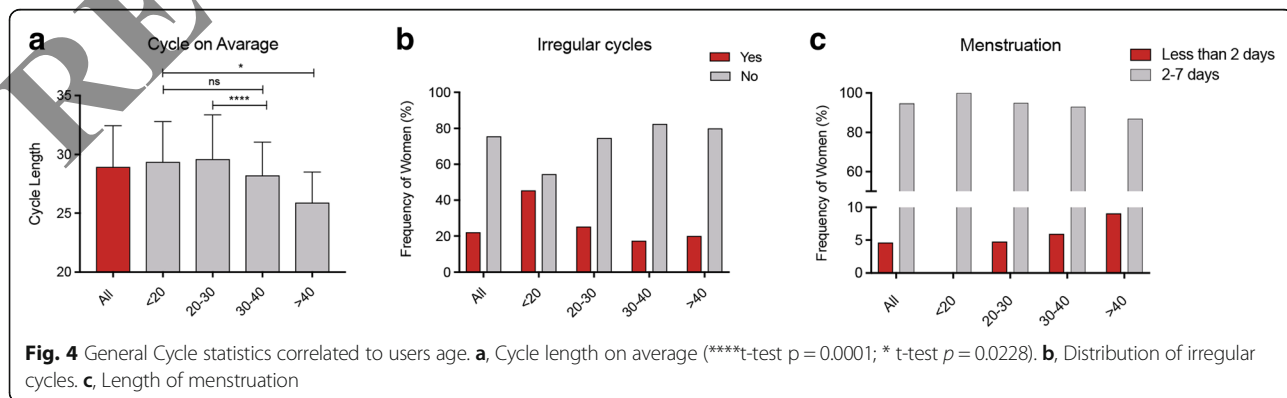 RE
a
Cycle on Avarage
*
ns
****
35
30
25
20
Cycle Length
All
<20
20-30
30-40
>40
b
Irregular cycles
Yes
No
100
80
60
40
20
0
Frequency of Women (%)
All
<20
20-30
30-40
>40
c
Menstruation
Less than 2 days
2-7 days
100
80
60
10
5
0
Frequency of Women (%)
All
<20
20-30
30-40
>40
Fig. 4 General Cycle statistics correlated to users age. a, Cycle length on average (****t-test p = 0.0001; * t-test p = 0.0228). b, Distribution of irregular
cycles. c, Length of menstruation